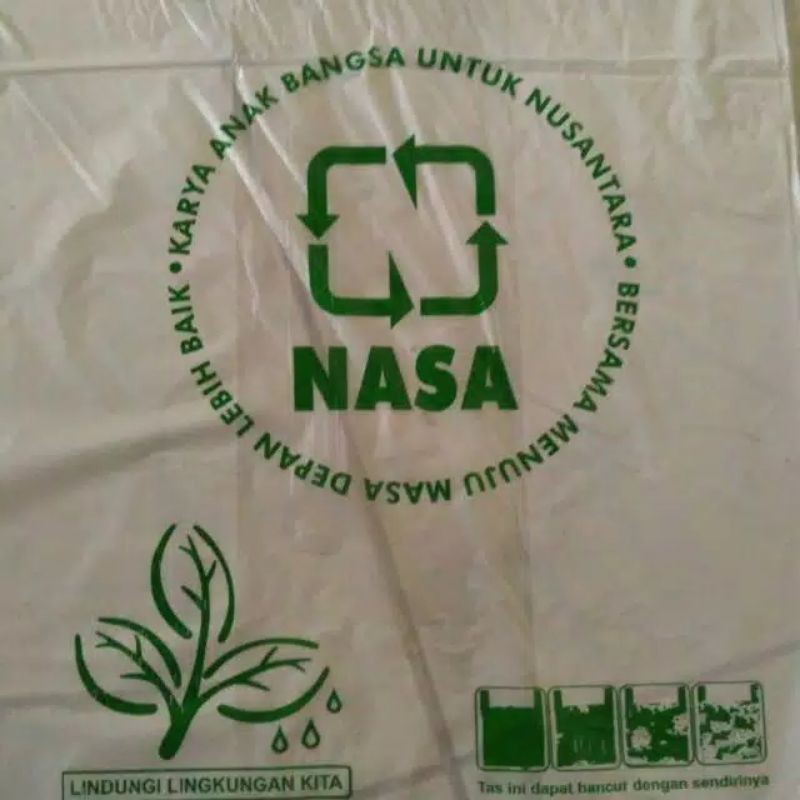 KARYA ANAK BANGSA UNTUK NUSANTARA • BERSAMA MENUJU MASA DEPAN LEBIH BAIK •
NASA
LINDUNGI LINGKUNGAN KITA
Tas ini dapat hancur dengan sendirinya